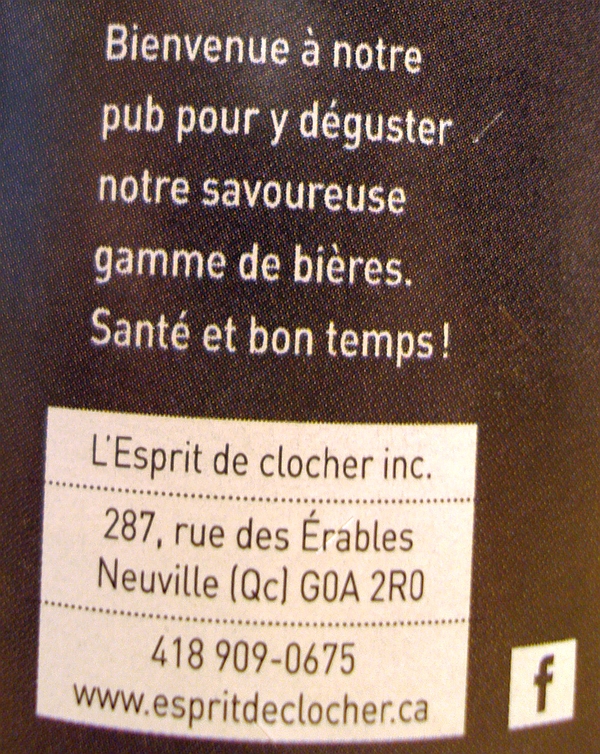 Bienvenue à notre
pub pour y déguster
notre savoureuse
gamme de bières.
Santé et bon temps!
L'Esprit de clocher inc.
287, rue des Érables
Neuville (Qc) G0A 2R0
418 909-0675
www.espritdeclocher.ca
f